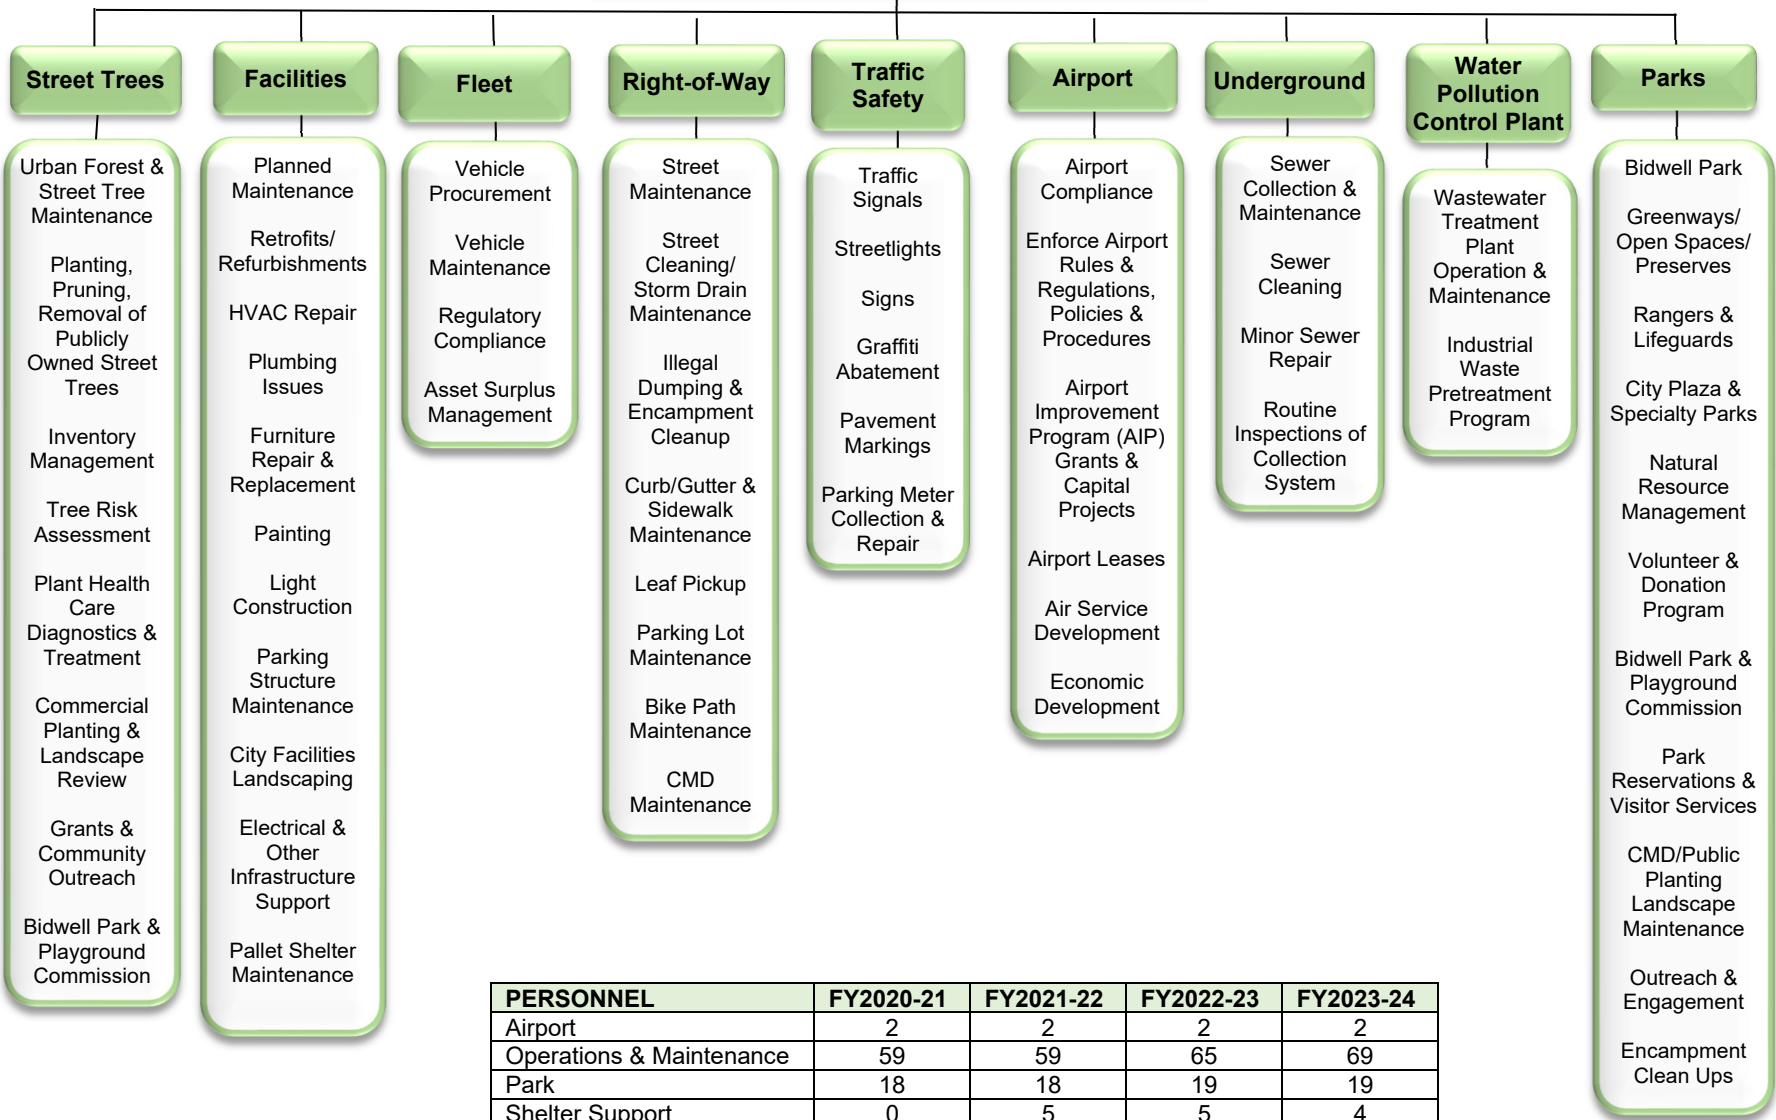 Street Trees
Urban Forest &
Street Tree
Maintenance
Planting,
Pruning,
Removal of
Publicly
Owned Street
Trees
Inventory
Management
Tree Risk
Assessment
Plant Health
Care
Diagnostics &
Treatment
Commercial
Planting &
Landscape
Review
Grants &
Community
Outreach
Bidwell Park &
Playground
Commission
Facilities
Planned
Maintenance
Retrofits/
Refurbishments
HVAC Repair
Plumbing
Issues
Furniture
Repair &
Replacement
Painting
Light
Construction
Parking
Structure
Maintenance
City Facilities
Landscaping
Electrical &
Other
Infrastructure
Support
Pallet Shelter
Maintenance
Fleet
Vehicle
Procurement
Vehicle
Maintenance
Regulatory
Compliance
Asset Surplus
Management
Right-of-Way
Street
Maintenance
Street
Cleaning/
Storm Drain
Maintenance
Illegal
Dumping &
Encampment
Cleanup
Curb/Gutter &
Sidewalk
Maintenance
Leaf Pickup
Parking Lot
Maintenance
Bike Path
Maintenance
CMD
Maintenance
Traffic
Safety
Traffic
Signals
Streetlights
Signs
Graffiti
Abatement
Pavement
Markings
Parking Meter
Collection &
Repair
Airport
Airport
Compliance
Enforce Airport
Rules &
Regulations,
Policies &
Procedures
Airport
Improvement
Program (AIP)
Grants &
Capital
Projects
Airport Leases
Air Service
Development
Economic
Development
Underground
Sewer
Collection &
Maintenance
Sewer
Cleaning
Minor Sewer
Repair
Routine
Inspections of
Collection
System
Water
Pollution
Control Plant
Wastewater
Treatment
Plant
Operation &
Maintenance
Industrial
Waste
Pretreatment
Program
Parks
Bidwell Park
Greenways/
Open Spaces/
Preserves
Rangers &
Lifeguards
City Plaza &
Specialty Parks
Natural
Resource
Management
Volunteer &
Donation
Program
Bidwell Park &
Playground
Commission
Park
Reservations &
Visitor Services
CMD/Public
Planting
Landscape
Maintenance
Outreach &
Engagement
Encampment
Clean Ups
PERSONNEL FY2020-21 FY2021-22 FY2022-23 FY2023-24
Airport 2 2 2 2
Operations & Maintenance 59 59 65 69
Park 18 18 19 19
Shelter Support 0 5 5 4